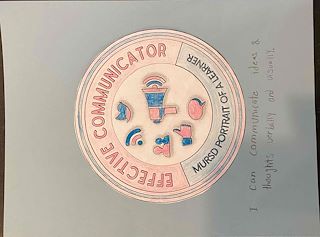 EFFECTIVE COMMUNICATOR
MURSD PORTRAIT OF A LEARNER
I can communicate ideas &
thoughts verbally and visually.